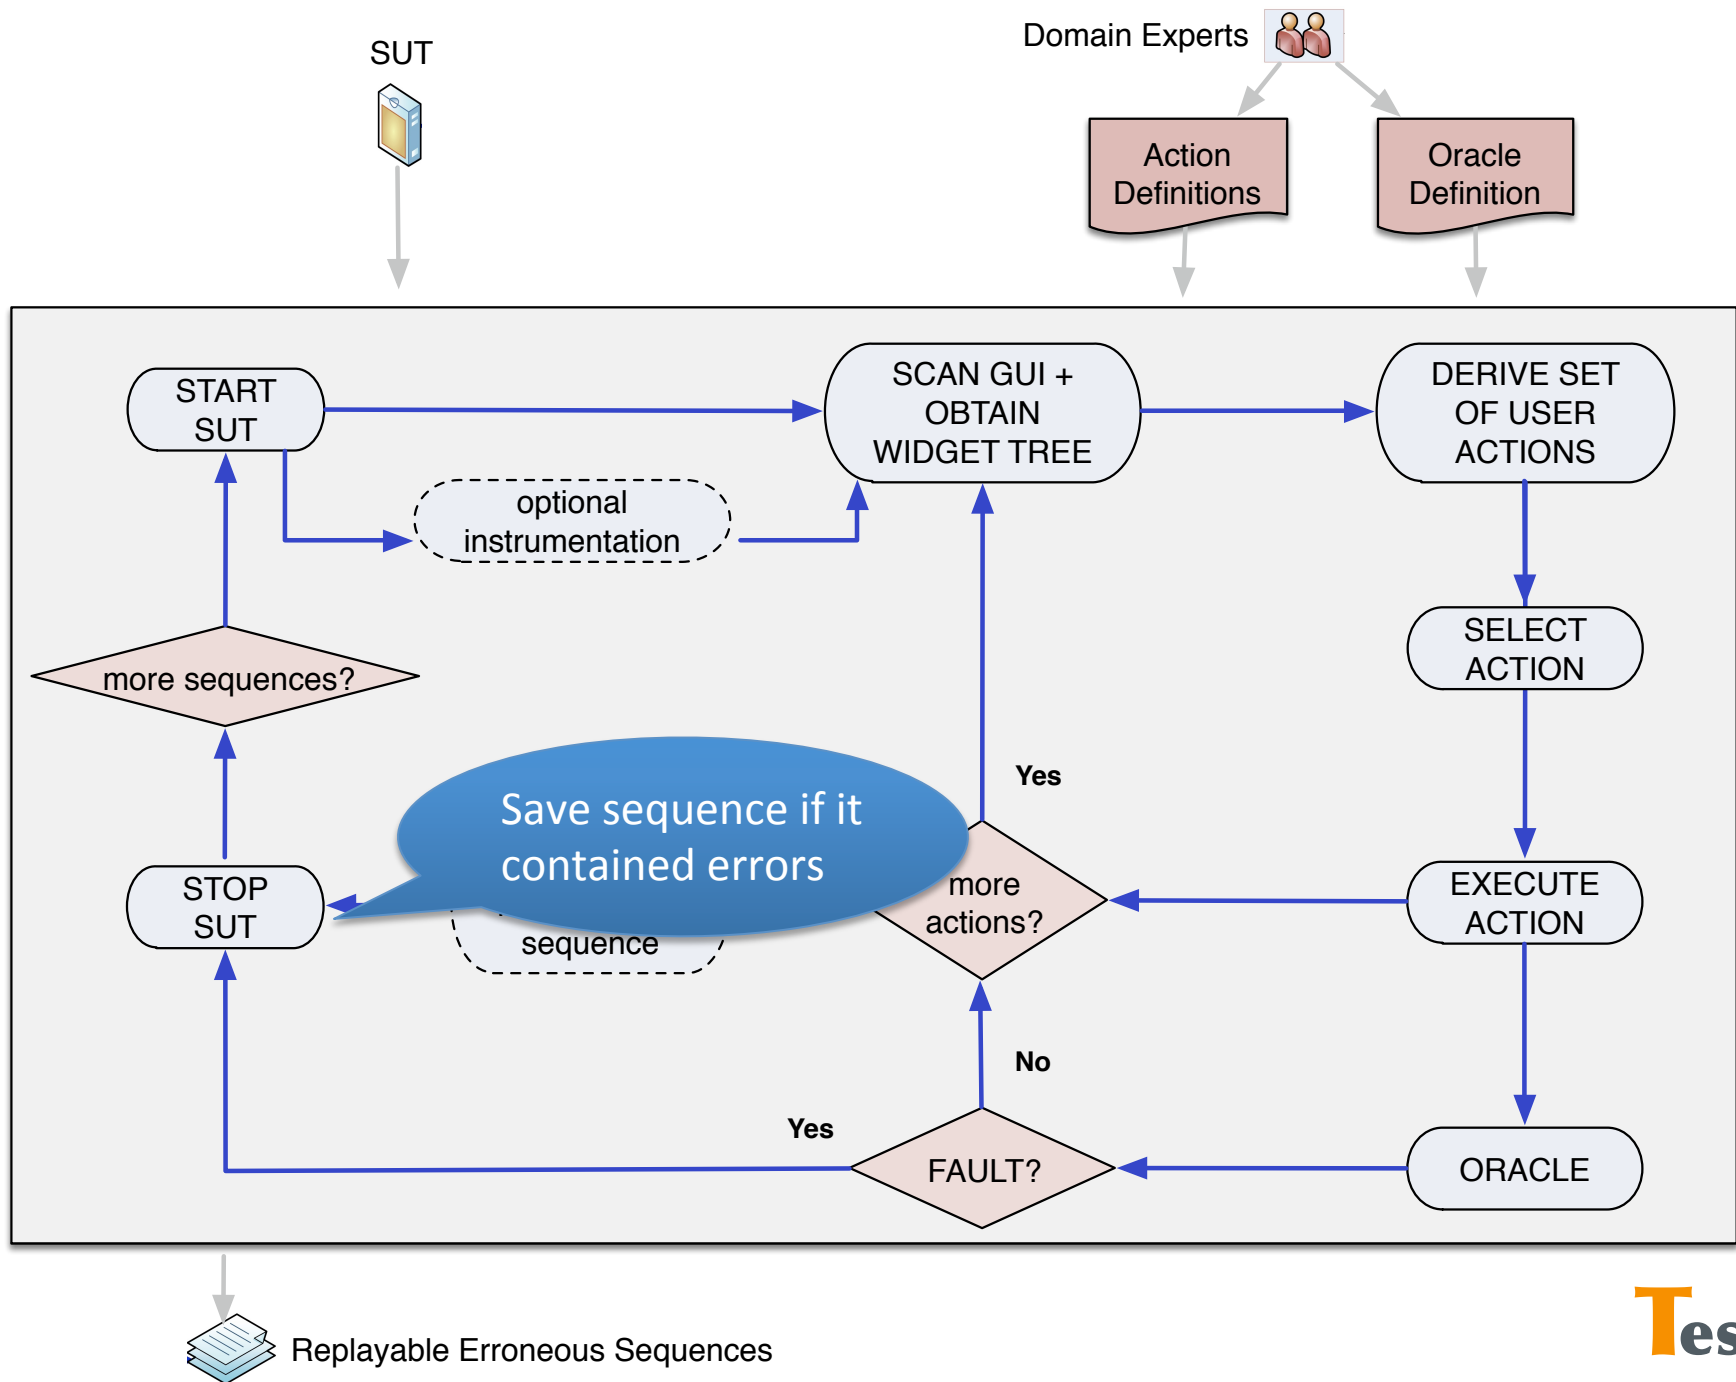 SUT
Domain Experts
Action
Definitions
Oracle
Definition
START
SUT
SCAN GUI +
OBTAIN
WIDGET TREE
DERIVE SET
OF USER
ACTIONS
optional
instrumentation
SELECT
ACTION
more sequences?
Yes
Save sequence if it
contained errors
STOP
SUT
sequence
more
actions?
EXECUTE
ACTION
No
Yes
FAULT?
ORACLE
Replayable Erroneous Sequences
Tes